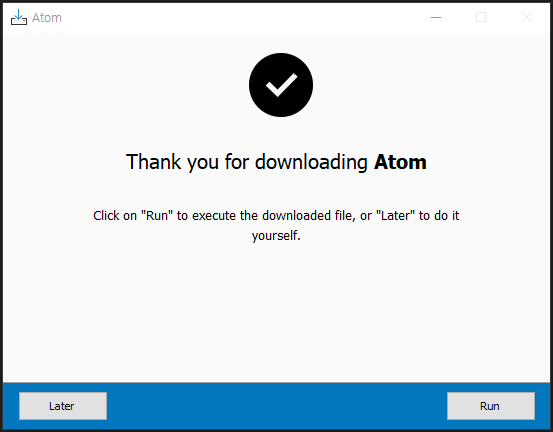 Atom
Thank you for downloading Atom
Click on "Run" to execute the downloaded file, or "Later" to do it
yourself.
Later
Run